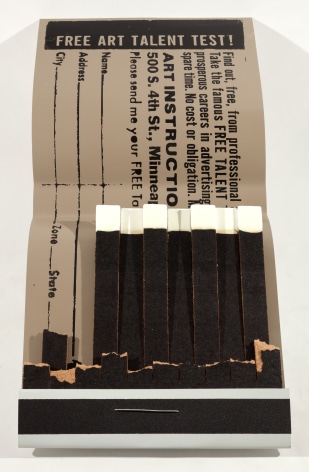 FREE ART TALENT TEST!
Find out, free, from professional
Take the famous FREE TALENT
prosperous careers in advertising
spare time. No cost or obligation.
ART INSTRUCTIO
500 S. 4th St., Minneap
Please send me your FREE Ta
Name
Address
City Zone State